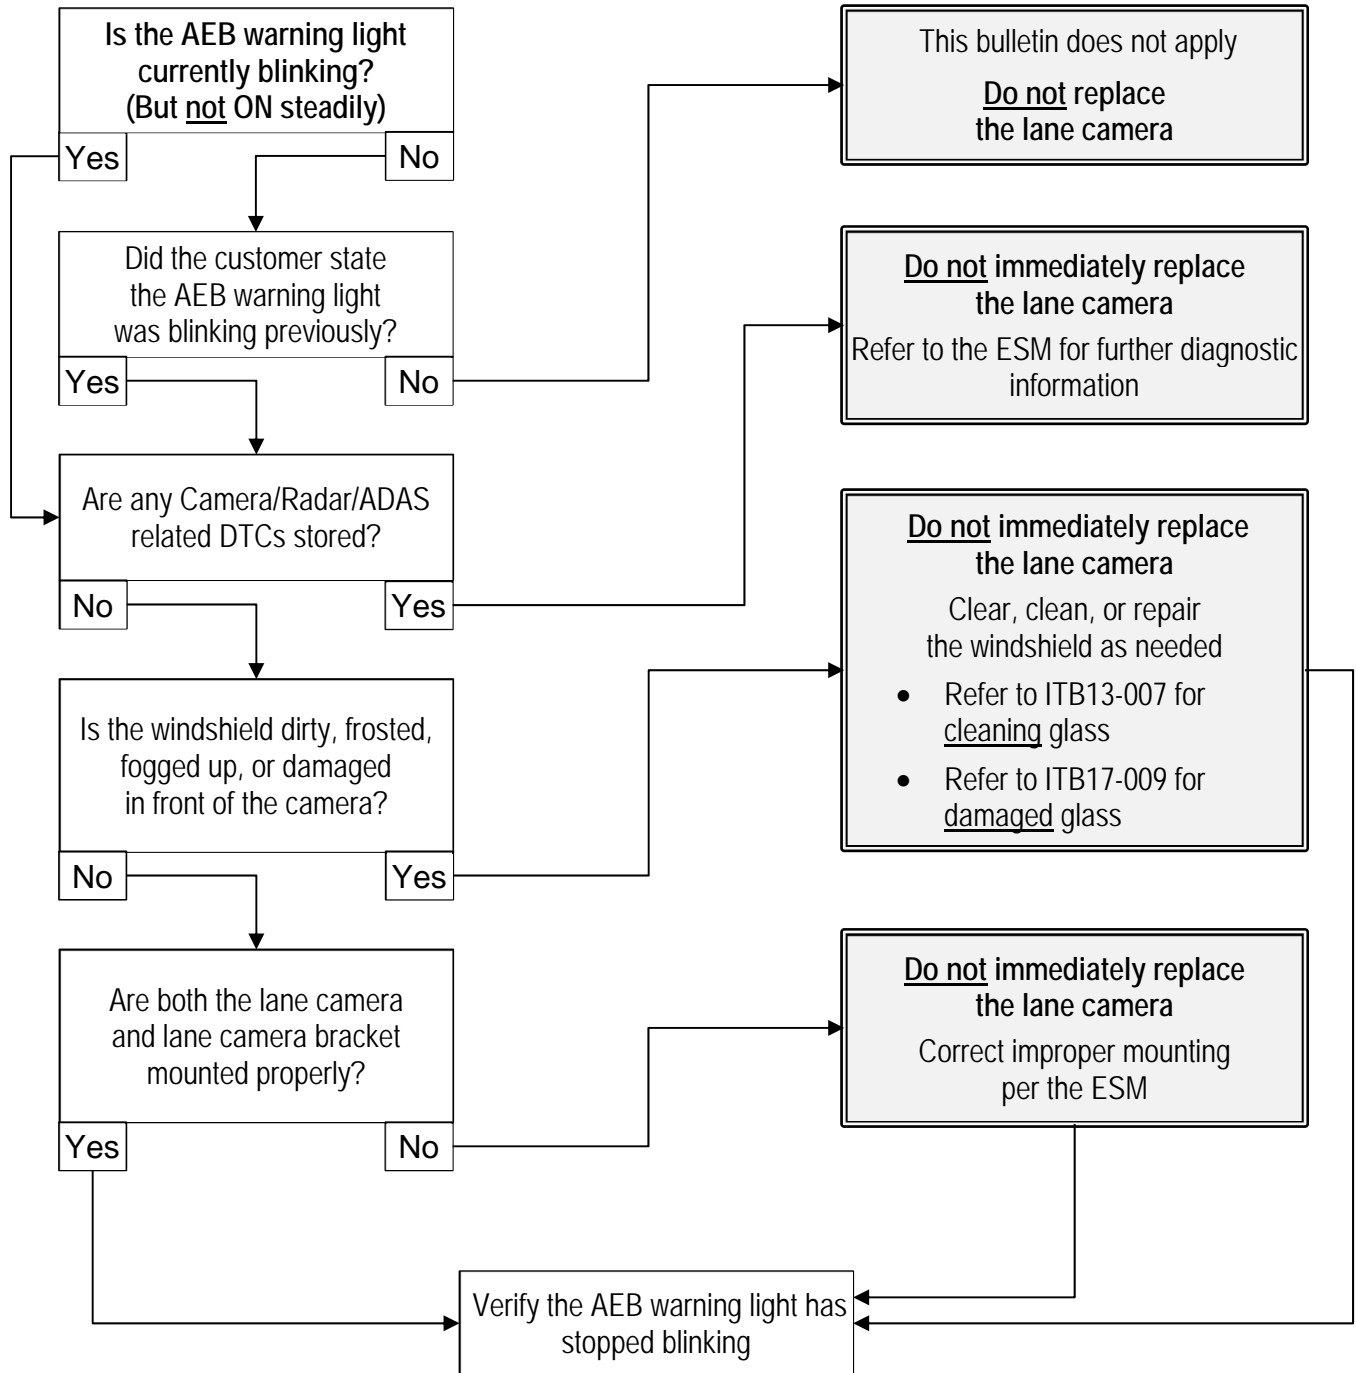 Is the AEB warning light
currently blinking?
(But not ON steadily)
Yes
No
This bulletin does not apply
Do not replace
the lane camera
Did the customer state
the AEB warning light
was blinking previously?
Yes
No
Do not immediately replace
the lane camera
Refer to the ESM for further diagnostic
information
Are any Camera/Radar/ADAS
related DTCs stored?
No
Yes
Do not immediately replace
the lane camera
Clear, clean, or repair
the windshield as needed
• Refer to ITB13-007 for
cleaning glass
• Refer to ITB17-009 for
damaged glass
Is the windshield dirty, frosted,
fogged up, or damaged
in front of the camera?
No
Yes
Are both the lane camera
and lane camera bracket
mounted properly?
Yes
No
Do not immediately replace
the lane camera
Correct improper mounting
per the ESM
Verify the AEB warning light has
stopped blinking